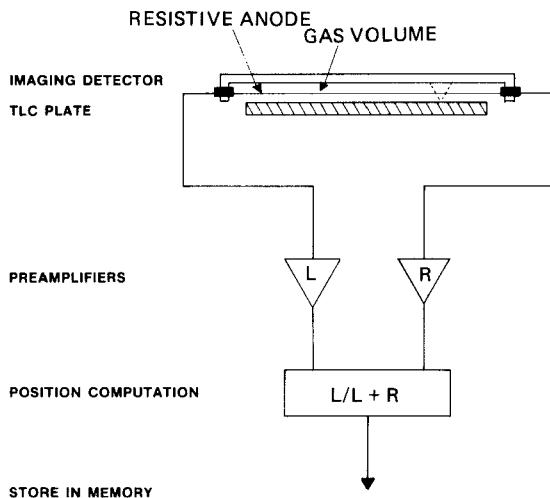 RESISTIVE ANODE
GAS VOLUME
IMAGING DETECTOR
TLC PLATE
PREAMPLIFIERS
L
R
POSITION COMPUTATION
L/L + R
STORE IN MEMORY